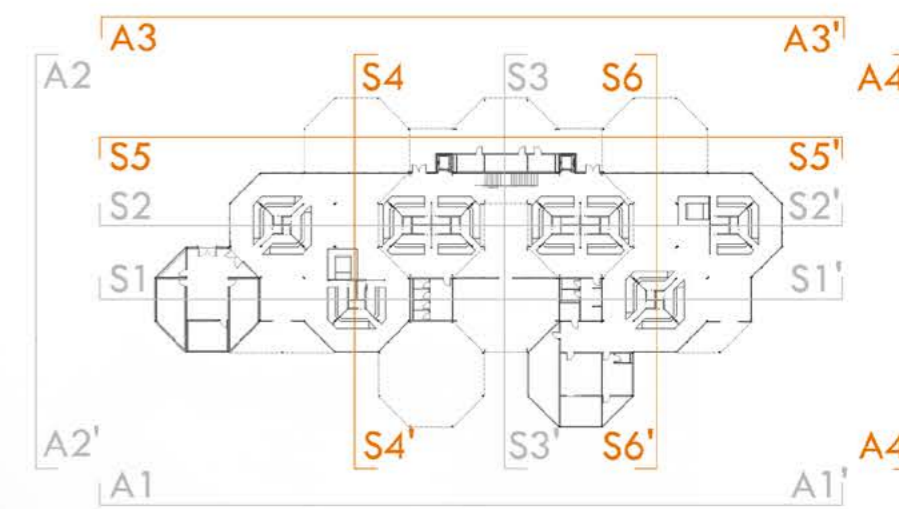 A3 A3'
A2 S4 S3 S6 A4
S5 S5'
S2 S2'
S1 S1'
A2' S4' S3' S6' A4
A1 A1'